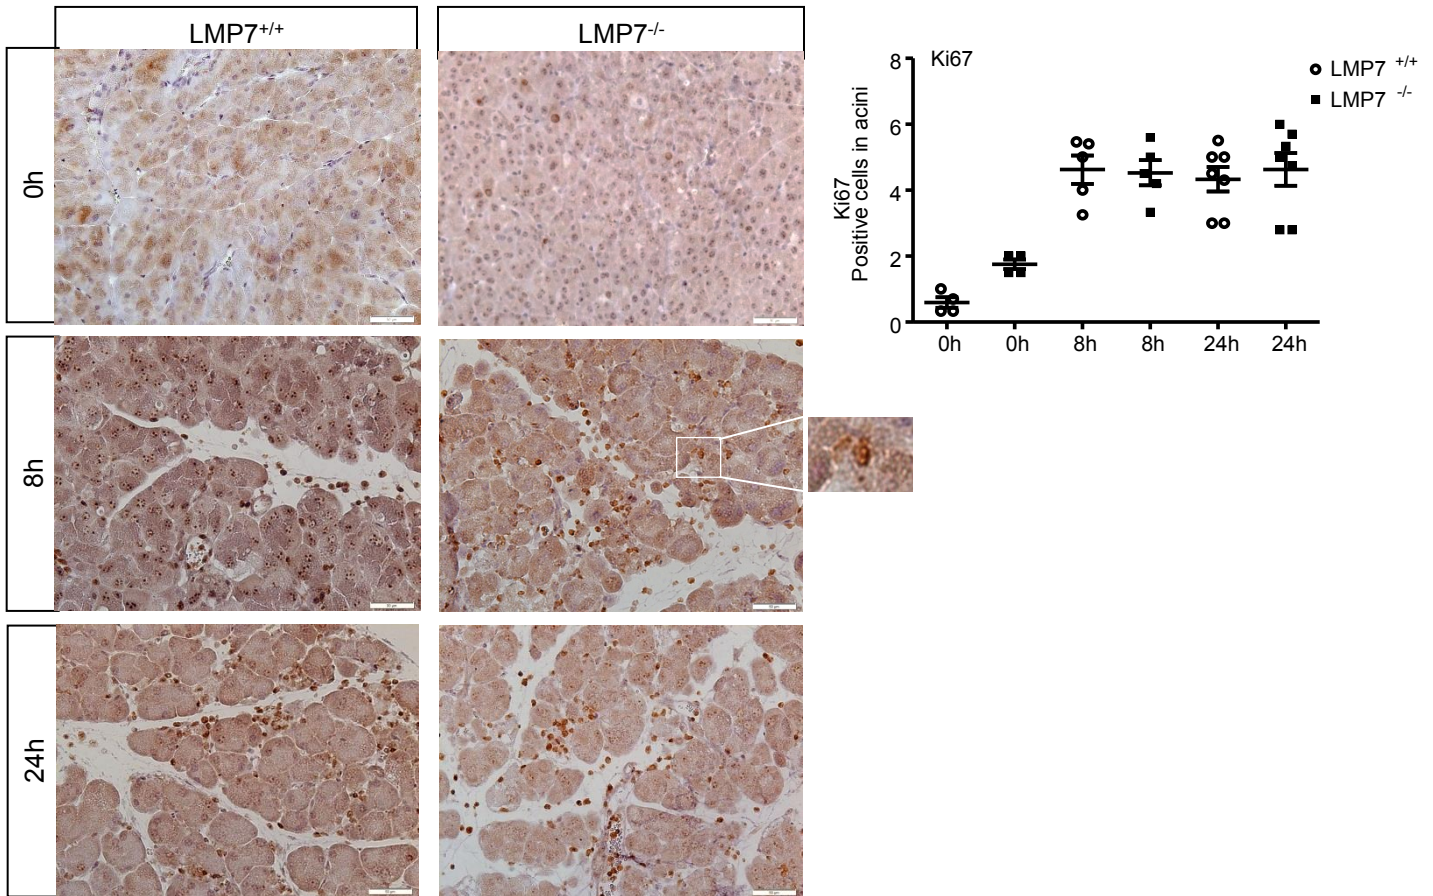 LMP7+/+
LMP7-/-
0h
8h
24h
Ki67
LMP7 +/+
LMP7 -/-
Ki67
Positive cells in acini
8
6
4
2
0
0h 0h 8h 8h 24h 24h